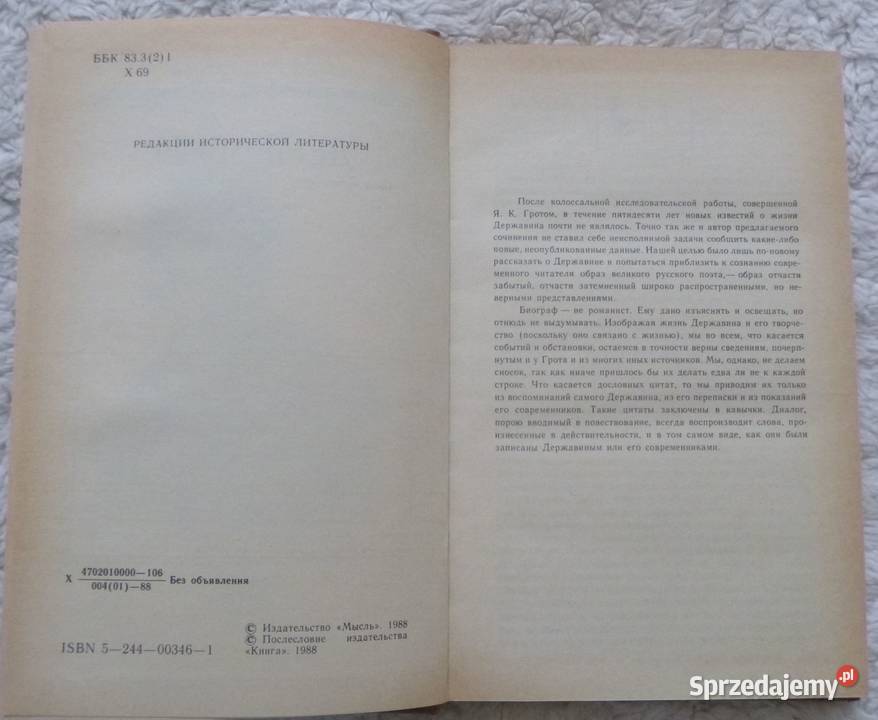 ББК 83.3(2)1
Х 69
РЕДАКЦИИ ИСТОРИЧЕСКОЙ ЛИТЕРАТУРЫ
Х 4702010000—106
004(01)—88
Без объявления
ISBN 5—244—00346—1
© Издательство «Мысль». 1988
© Послесловие издательства
«Книга». 1988
После колоссальной исследовательской работы, совершенной
Я. К. Гротом, в течение пятидесяти лет новых известий о жизни
Державина почти не являлось. Точно так же и автор предлагаемого
сочинения не ставил себе неисполнимой задачи сообщить какие-либо
новые, неопубликованные данные. Нашей целью было лишь по-новому
рассказать о Державине и попытаться приблизить к сознанию совре-
менного читателя образ великого русского поэта,— образ отчасти
забытый, отчасти затемненный широко распространенными, но не-
верными представлениями.
Биограф — не романист. Ему дано изъяснять и освещать, но
отнюдь не выдумывать. Изображая жизнь Державина и его творче-
ство (поскольку оно связано с жизнью), мы во всем, что касается
событий и обстановки, остаемся в точности верны сведениям, почерп-
нутым и у Грота и из многих иных источников. Мы, однако, не делаем
сносок, так как иначе пришлось бы их делать едва ли не к каждой
строке. Что касается дословных цитат, то мы приводим их только
из воспоминаний самого Державина, из его переписки и из показаний
его современников. Такие цитаты заключены в кавычки. Диалог,
порою вводимый в повествование, всегда воспроизводит слова, про-
изнесенные в действительности, и в том самом виде, как они были
записаны Державиным или его современниками.
Sprzedajemy.pl